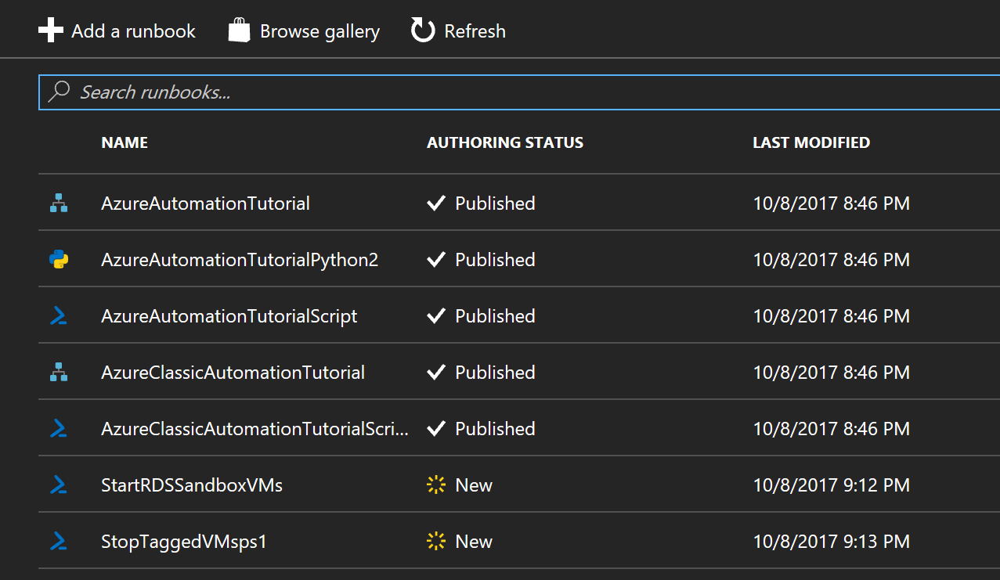 Add a runbook Browse gallery Refresh
Search runbooks...
NAME AUTHORING STATUS LAST MODIFIED
AzureAutomationTutorial Published 10/8/2017 8:46 PM
AzureAutomationTutorialPython2 Published 10/8/2017 8:46 PM
AzureAutomationTutorialScript Published 10/8/2017 8:46 PM
AzureClassicAutomationTutorial Published 10/8/2017 8:46 PM
AzureClassicAutomationTutorialScri... Published 10/8/2017 8:46 PM
StartRDSSandboxVMs New 10/8/2017 9:12 PM
StopTaggedVMsps1 New 10/8/2017 9:13 PM